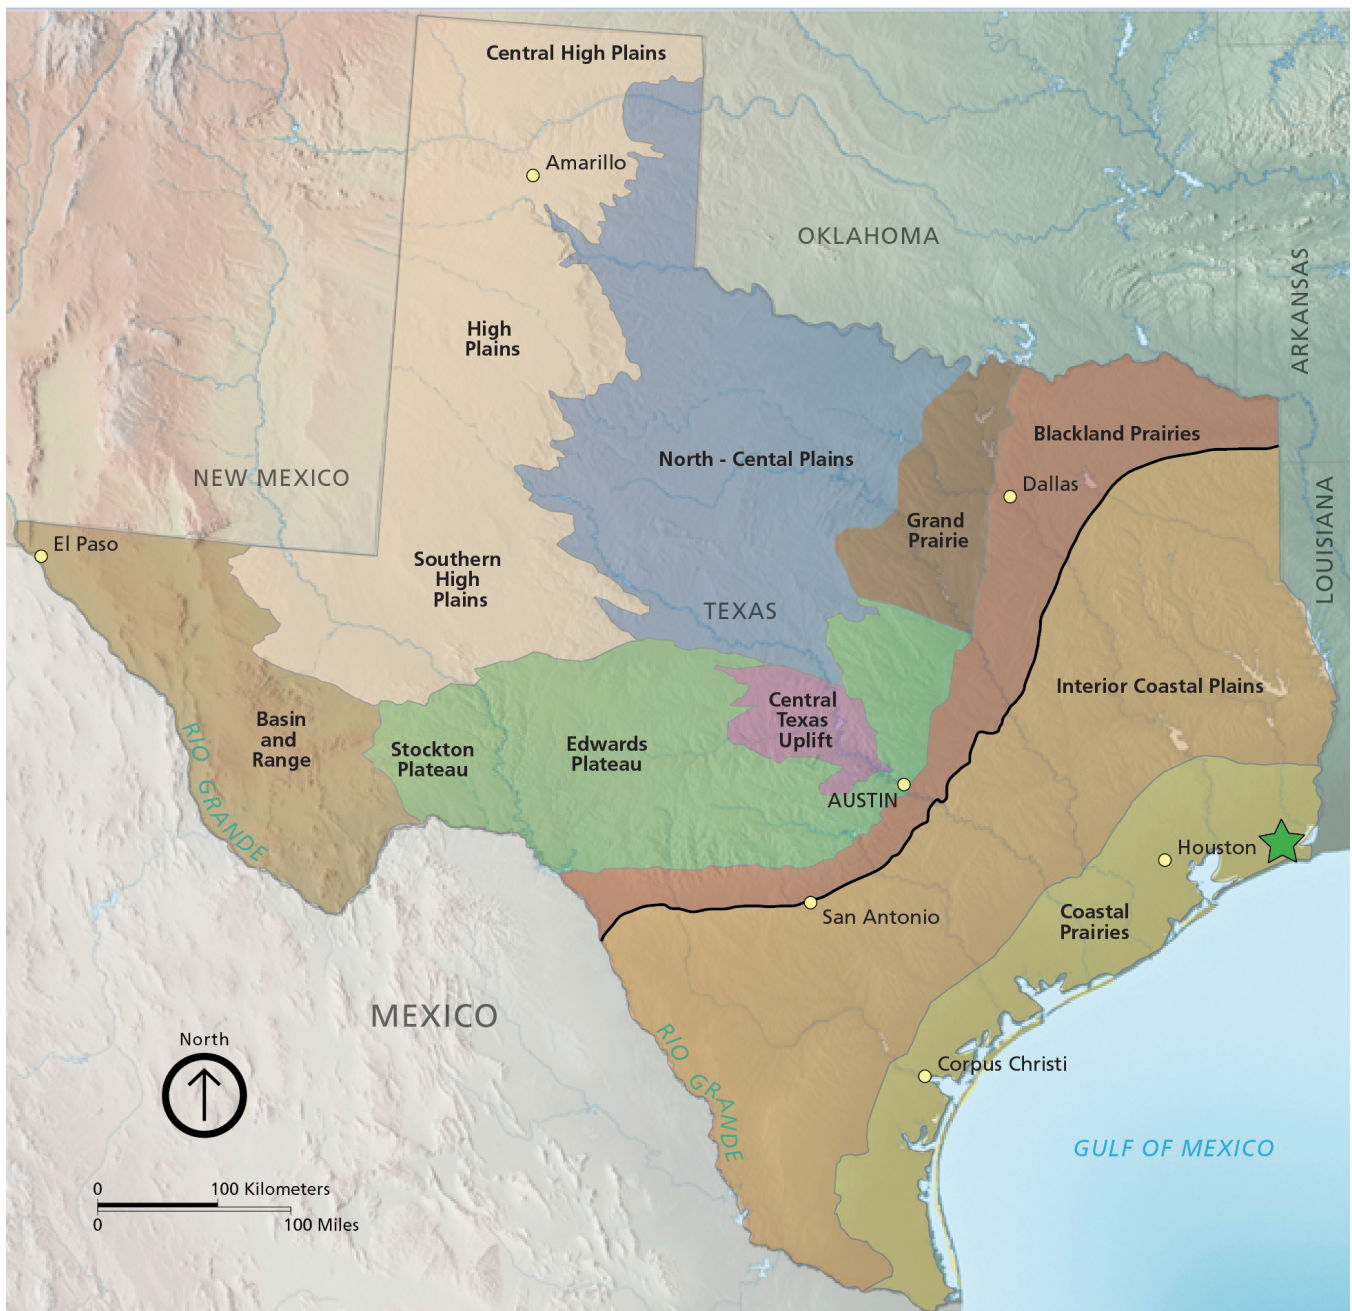 Central High Plains
Amarillo
OKLAHOMA
ARKANSAS
High
Plains
Blackland Prairies
North - Cental Plains
NEW MEXICO
Dallas
LOUISIANA
Grand
Prairie
El Paso
Southern
High
Plains
TEXAS
Interior Coastal Plains
Central
Texas
Uplift
Basin
and
Range
Stockton
Plateau
Edwards
Plateau
RIO GRANDE
AUSTIN
Houston
San Antonio
Coastal
Prairies
MEXICO
North
RIO GRANDE
Corpus Christi
GULF OF MEXICO
0 100 Kilometers
0 100 Miles